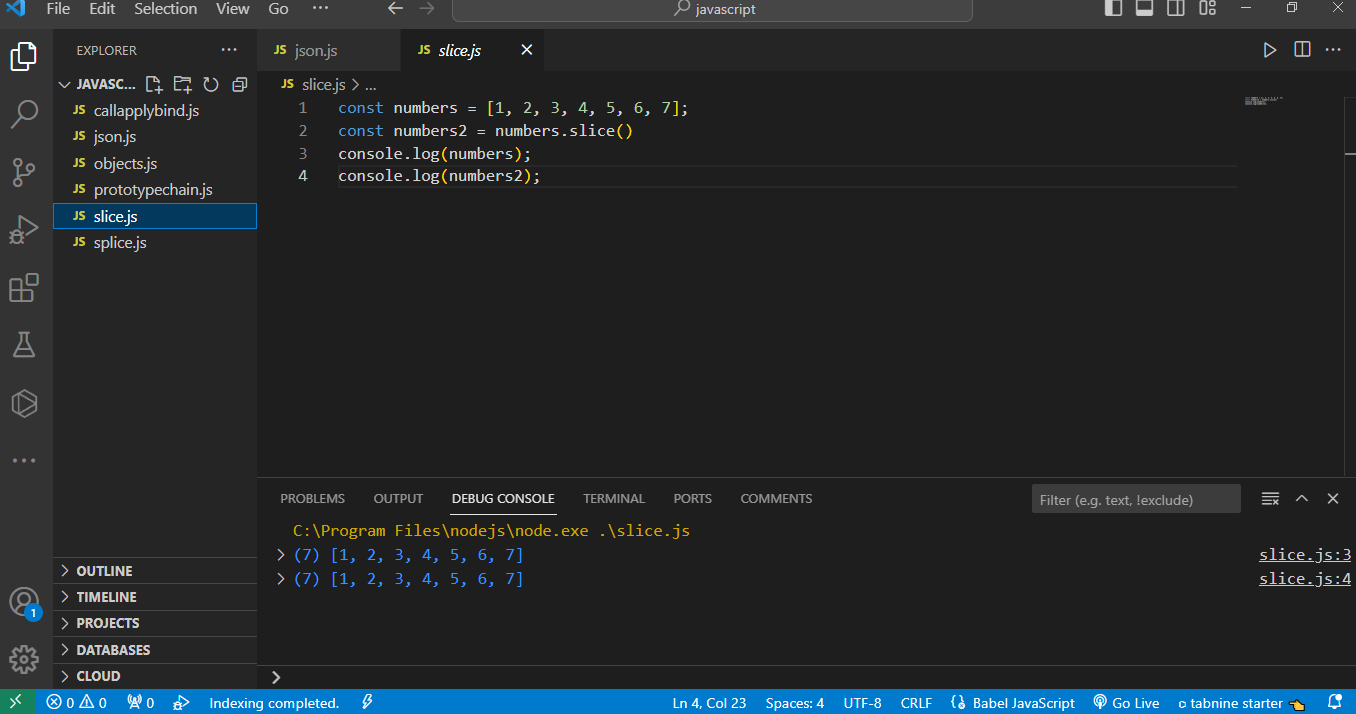 File Edit Selection View Go ··· ← → javascript
EXPLORER ···
JS json.js JS slice.js ×
JAVASC...
JS slice.js > ...
JS callapplybind.js
JS json.js
JS objects.js
JS prototypechain.js
JS slice.js
JS splice.js
1 const numbers = [1, 2, 3, 4, 5, 6, 7];
2 const numbers2 = numbers.slice()
3 console.log(numbers);
4 console.log(numbers2);
PROBLEMS OUTPUT DEBUG CONSOLE TERMINAL PORTS COMMENTS Filter (e.g. text, !exclude)
C:\Program Files\nodejs\node.exe .\slice.js
> (7) [1, 2, 3, 4, 5, 6, 7] slice.js:3
> (7) [1, 2, 3, 4, 5, 6, 7] slice.js:4
>
> OUTLINE
> TIMELINE
> PROJECTS
> DATABASES
> CLOUD
1
0 0 0 Indexing completed. Ln 4, Col 23 Spaces: 4 UTF-8 CRLF {} Babel JavaScript Go Live tabnine starter